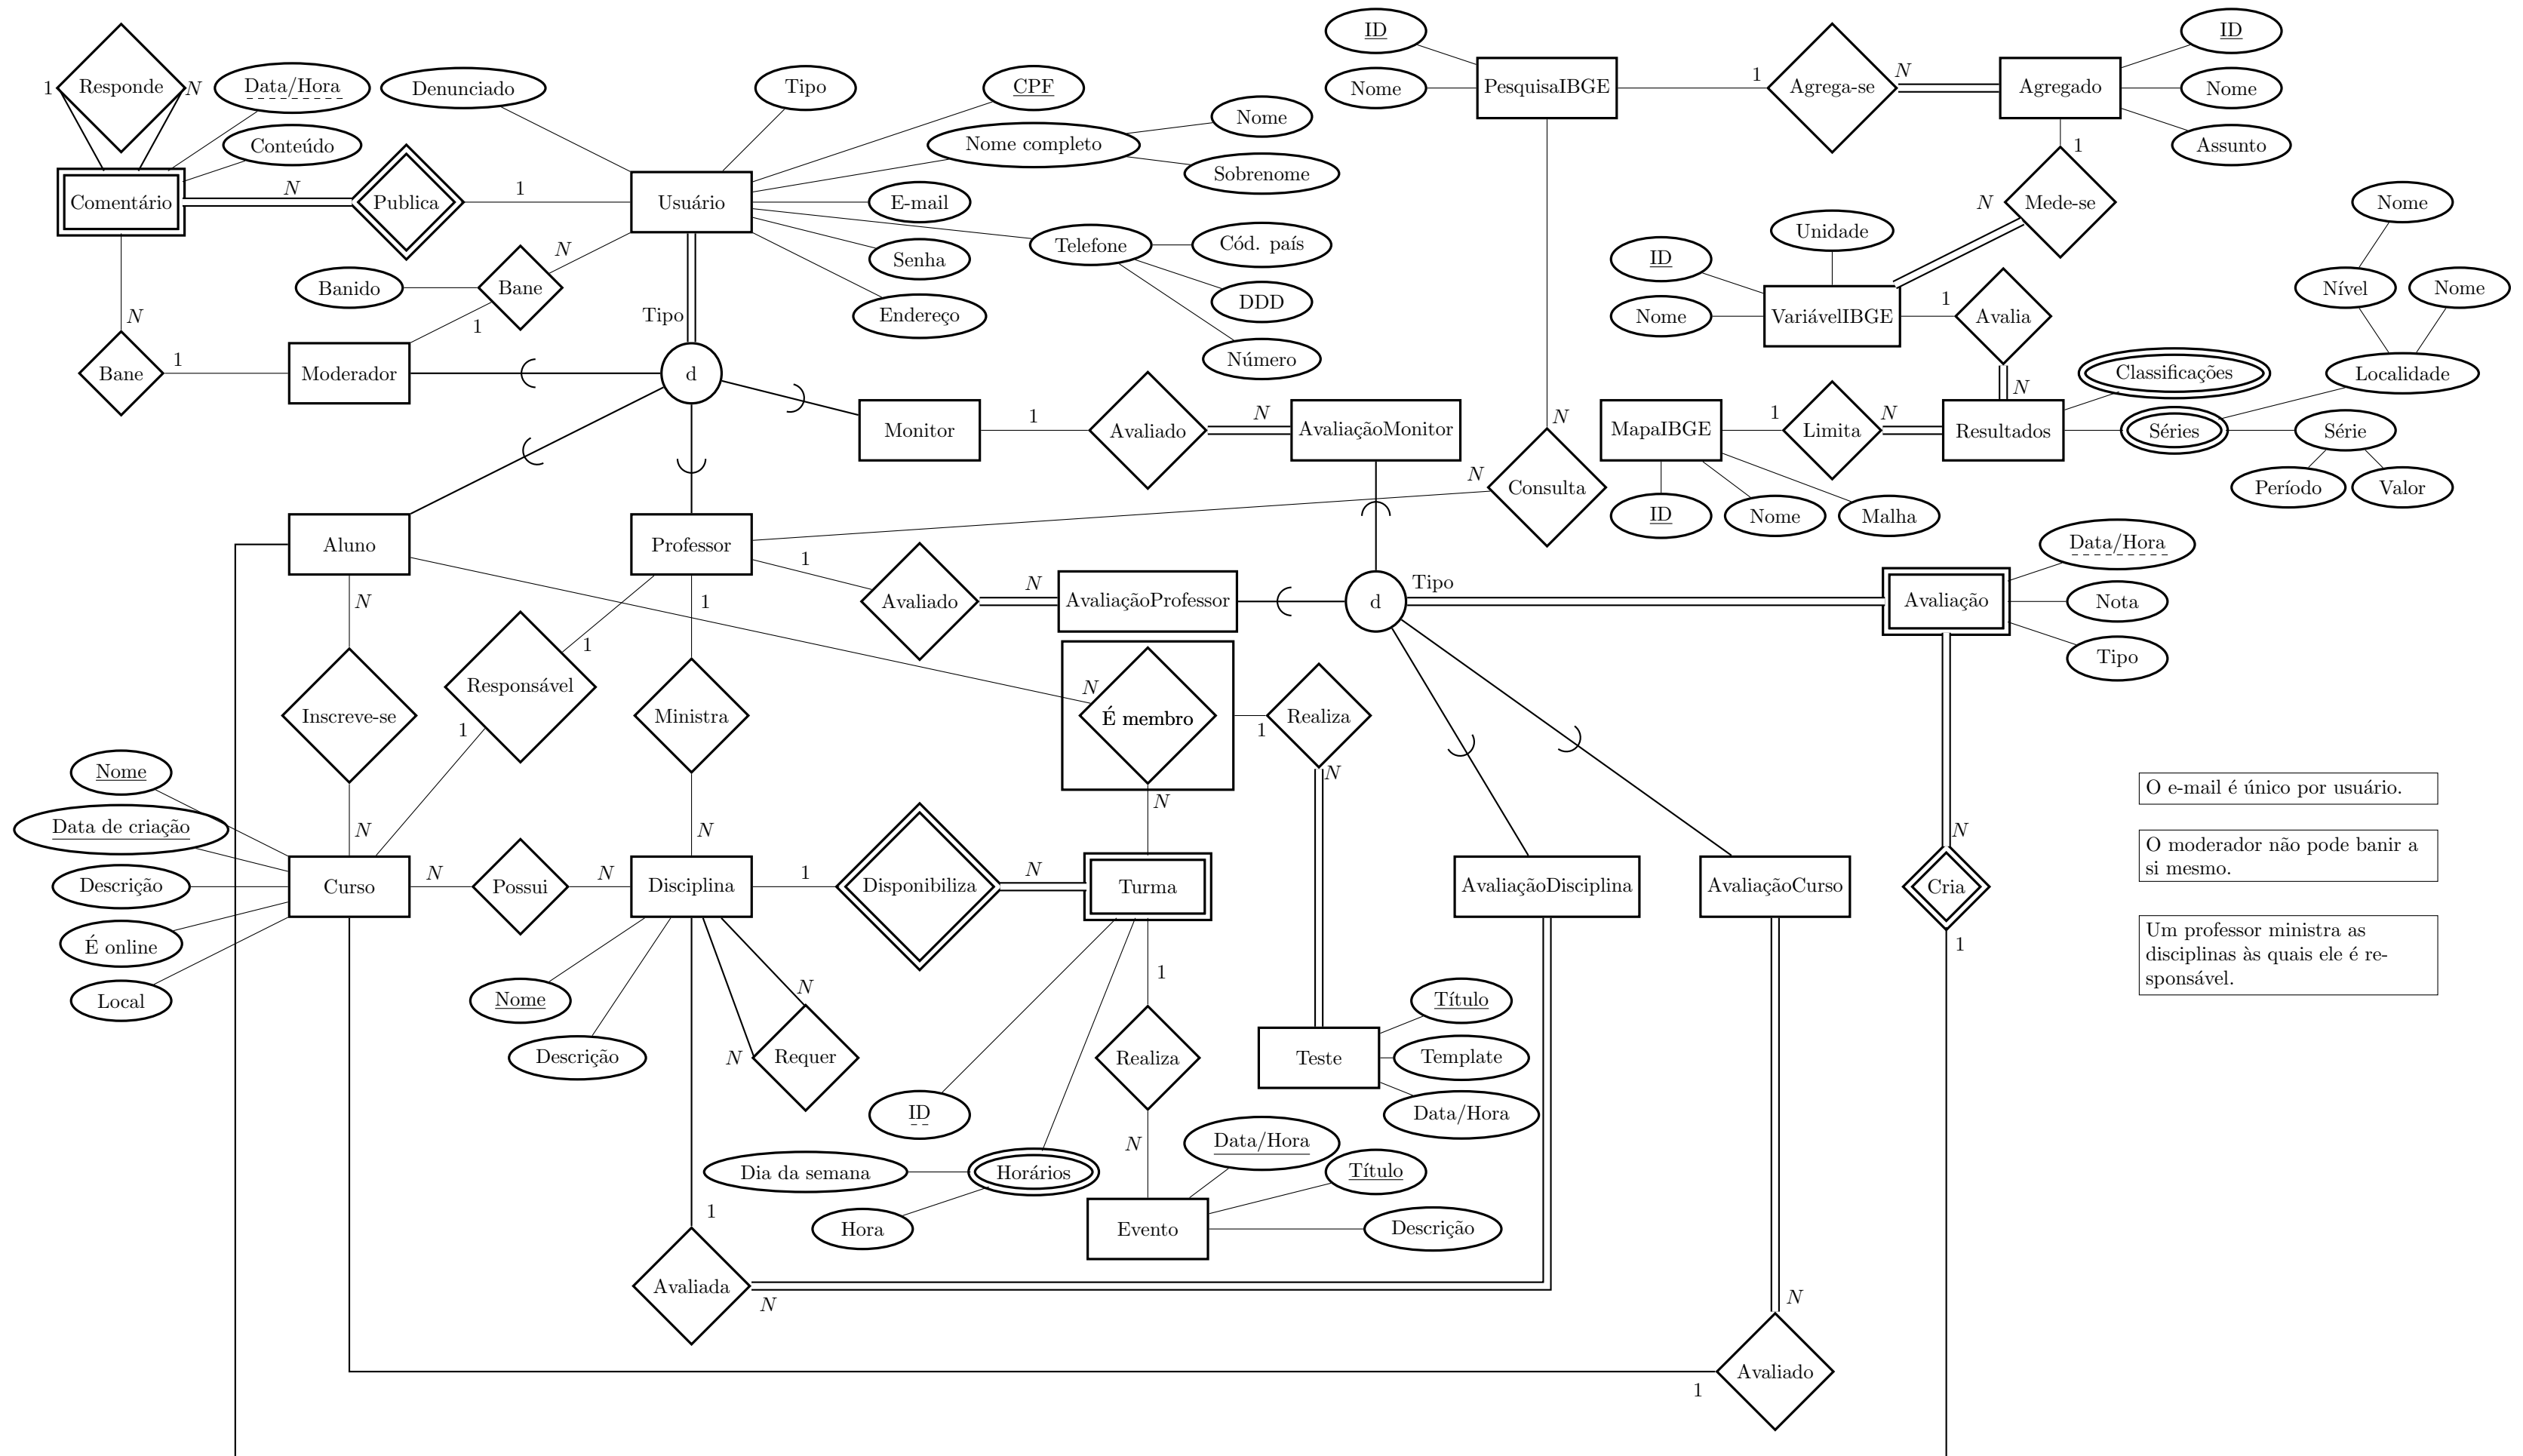 ID
ID
Responde
1
N
Data/Hora
Denunciado
Tipo
CPF
Nome
PesquisaIBGE
1
Agrega-se
N
Agregado
Nome
Nome
Conteúdo
Nome completo
Sobrenome
1
Assunto
Comentário
N
Publica
1
Usuário
E-mail
N
Mede-se
Nome
Banido
Bane
N
1
Senha
Telefone
Cód. país
DDD
Número
Endereço
ID
Unidade
Nome
VariávelIBGE
1
Avalia
N
Nível
Nome
Tipo
N
Bane
1
Moderador
d
Classificações
Localidade
Monitor
1
Avaliado
N
AvaliaçãoMonitor
N
MapaIBGE
1
Limita
N
Resultados
Séries
Série
N
Consulta
Período
Valor
ID
Nome
Malha
Aluno
Professor
1
Avaliado
N
AvaliaçãoProfessor
d
Tipo
Avaliação
Data/Hora
Nota
Tipo
N
1
1
Responsável
1
Inscreve-se
Ministra
N
É membro
1
Realiza
N
N
Nome
Data de criação
Descrição
É online
Local
N
Curso
N
Possui
N
N
Disciplina
1
Disponibiliza
N
Turma
AvaliaçãoDisciplina
AvaliaçãoCurso
N
Cria
1
O e-mail é único por usuário.
O moderador não pode banir a
si mesmo.
Um professor ministra as
disciplinas às quais ele é re-
sponsável.
Nome
Descrição
N
N
Requer
1
Realiza
N
Teste
Título
Template
Data/Hora
ID
Dia da semana
Horários
Hora
Data/Hora
Título
Evento
Descrição
1
Avaliada
N
N
Avaliado
1